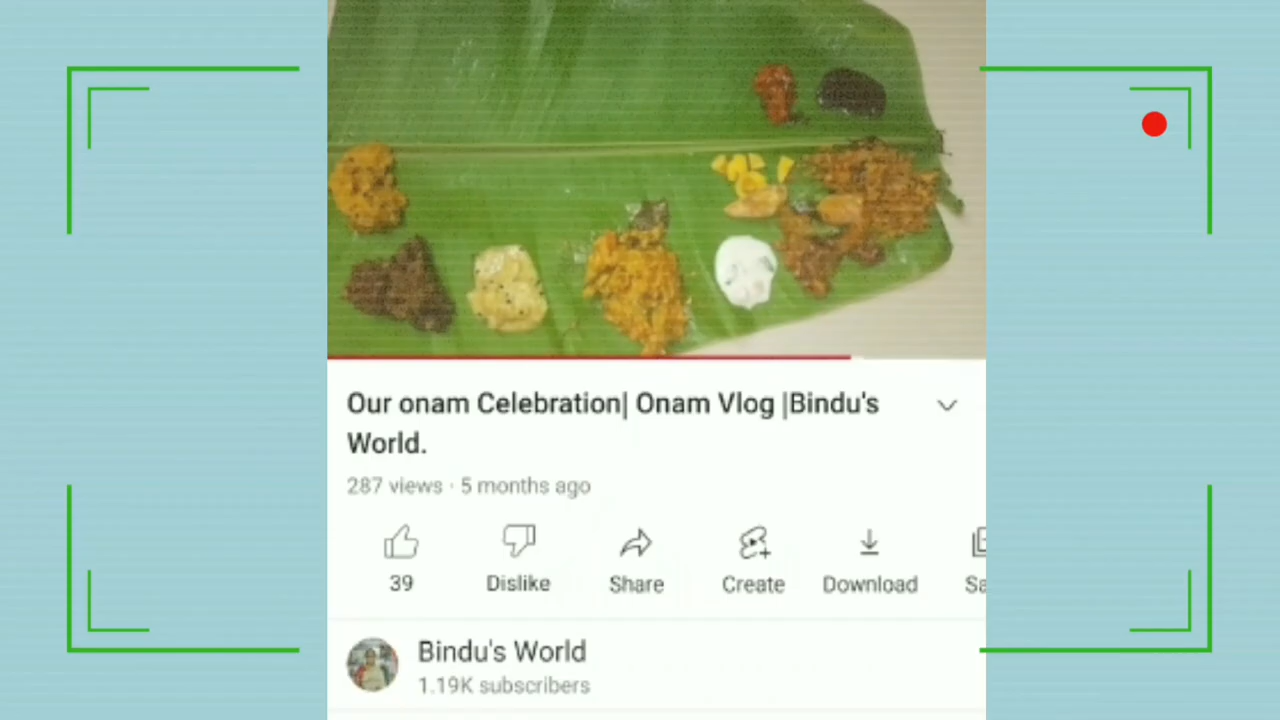 Our onam Celebration| Onam Vlog |Bindu's
World.
287 views · 5 months ago
39
Dislike
Share
Create
Download
Sa
Bindu's World
1.19K subscribers